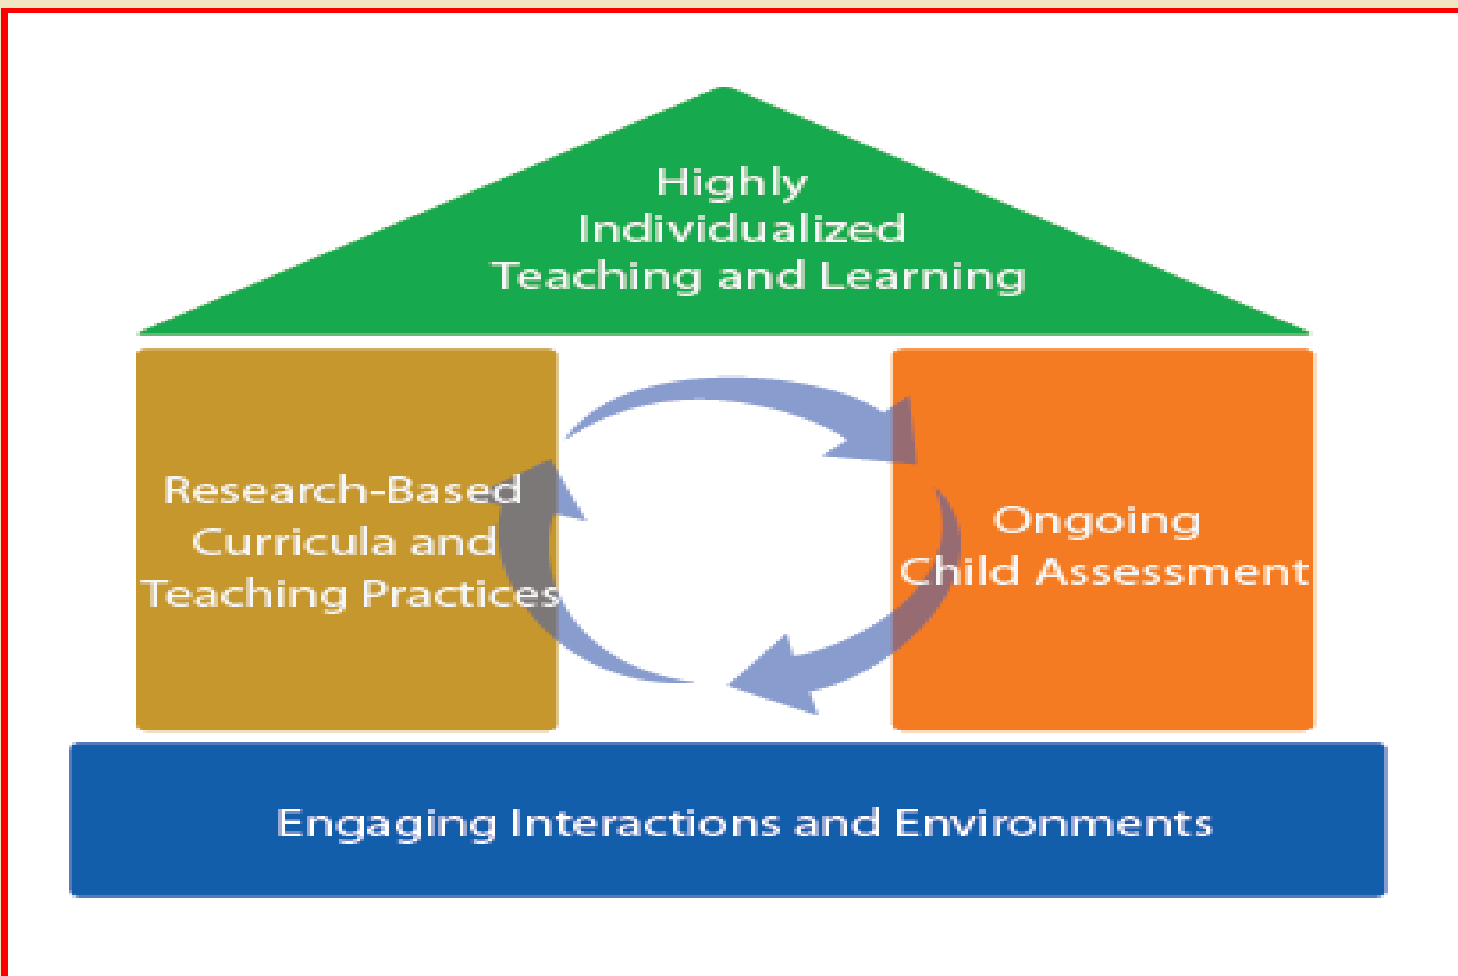 Highly
Individualized
Teaching and Learning
Research-Based
Curricula and
Teaching Practices
Ongoing
Child Assessment
Engaging Interactions and Environments